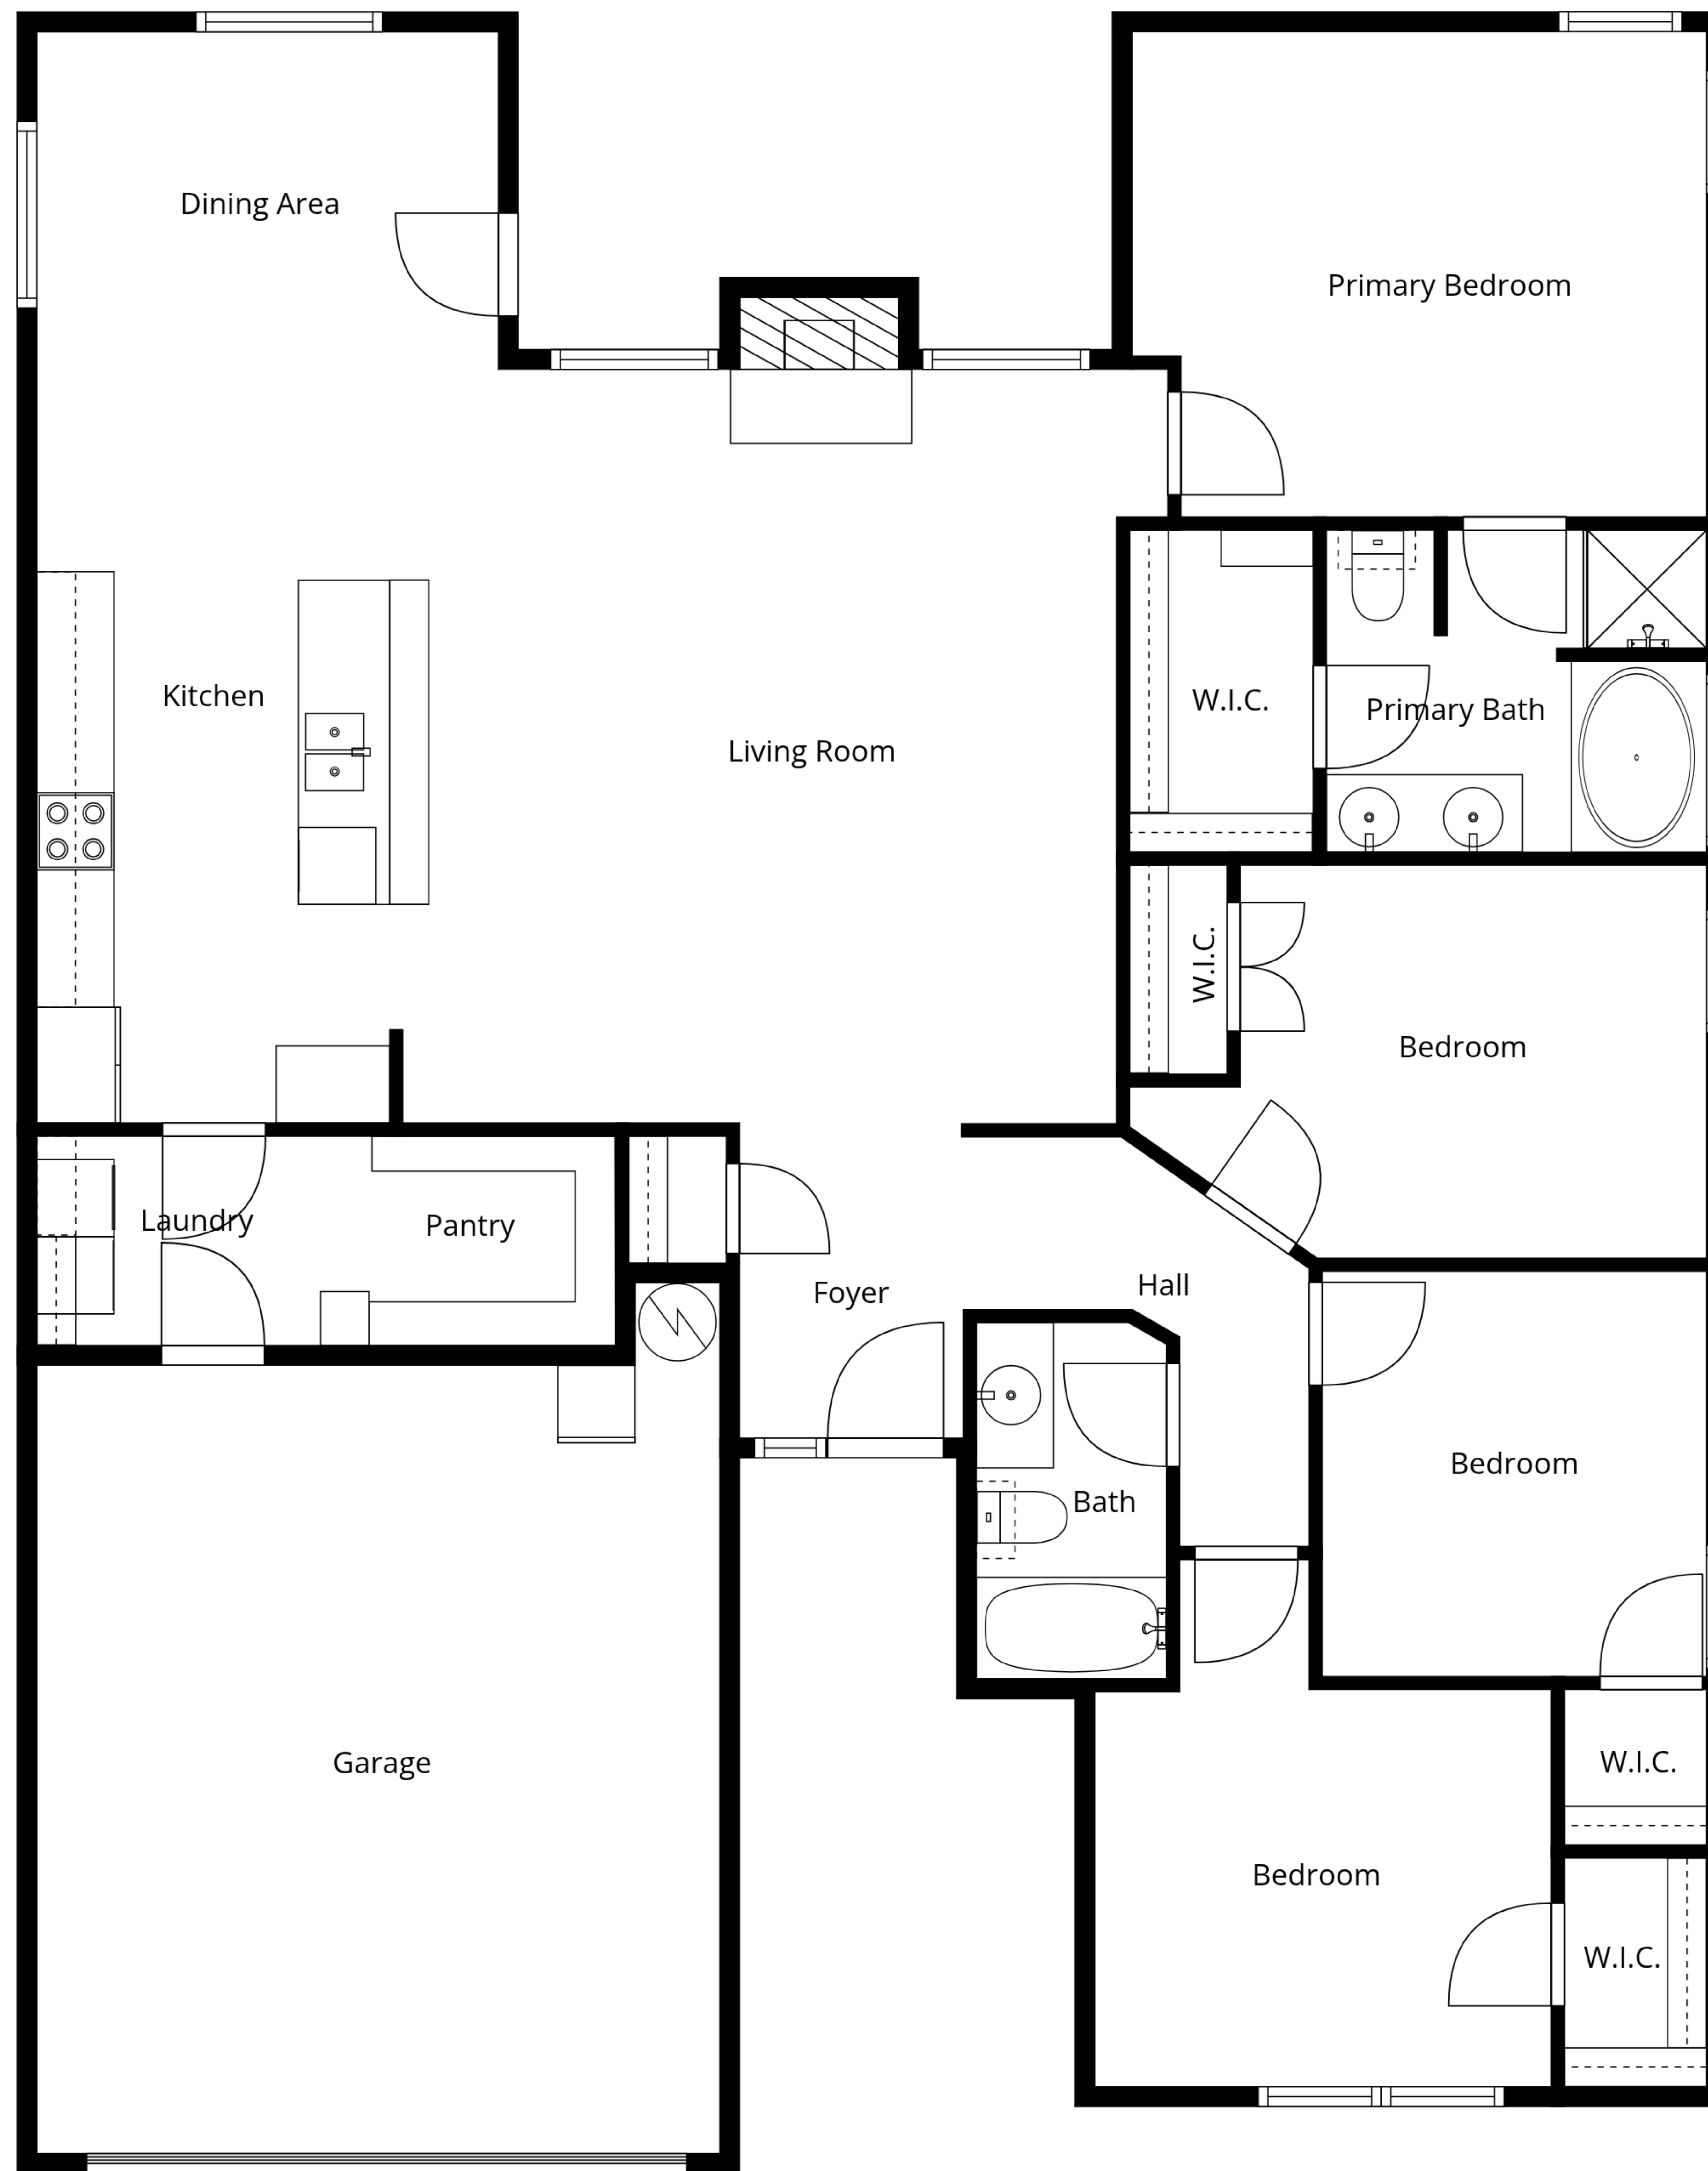 Dining Area
Primary Bedroom
Kitchen
Living Room
W.I.C.
Primary Bath
W.I.C.
Bedroom
Laundry
Pantry
Foyer
Hall
Bedroom
Bath
Garage
W.I.C.
Bedroom
W.I.C.